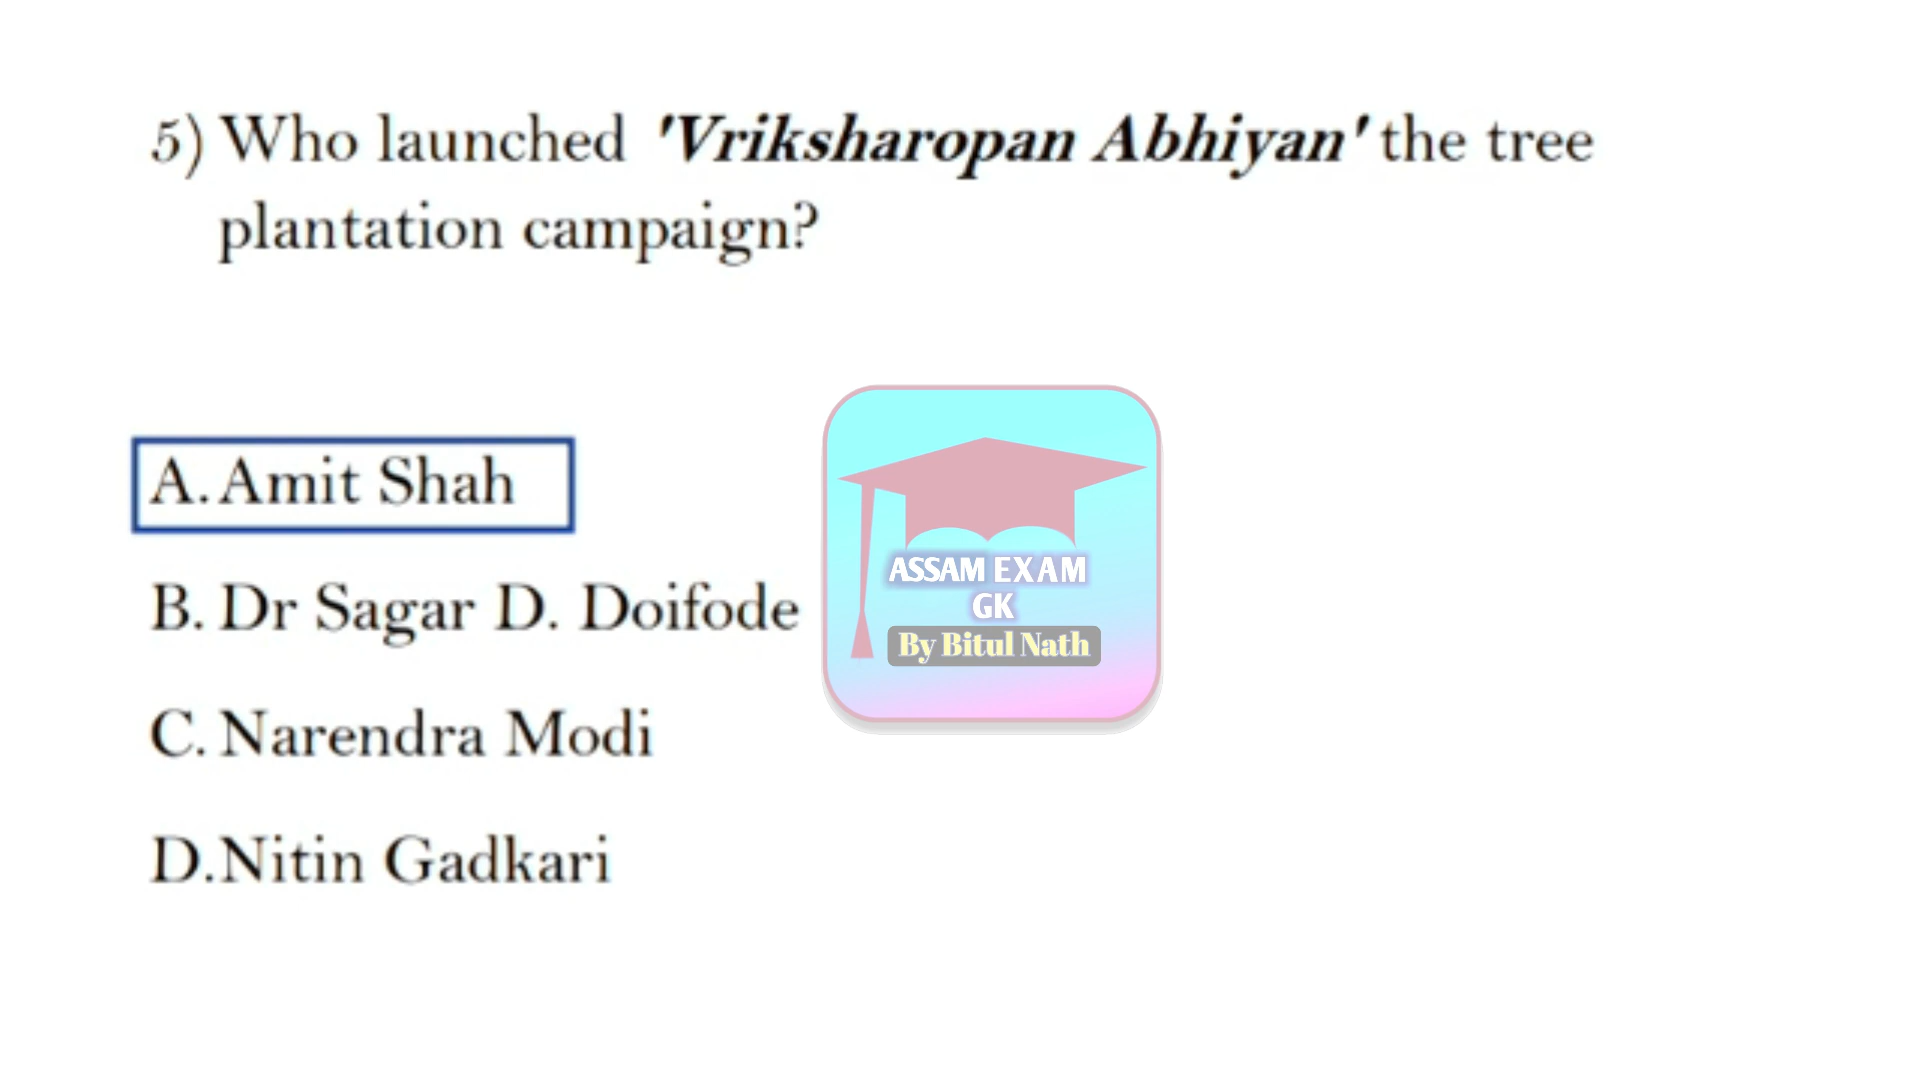 5) Who launched 'Vriksharopan Abhiyan' the tree
plantation campaign?
A. Amit Shah
B. Dr Sagar D. Doifode
C. Narendra Modi
D. Nitin Gadkari
ASSAM EXAM
GK
By Bitul Nath